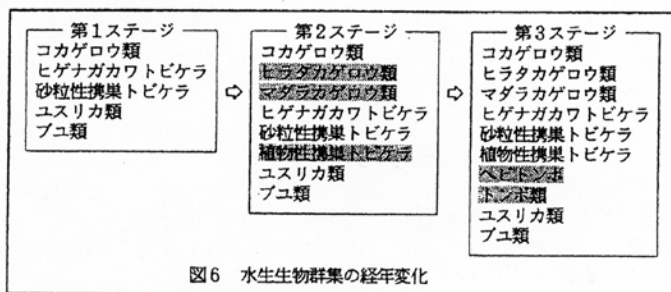 第1ステージ
コカゲロウ類
ヒゲナガカワトビケラ
砂粒性携巣トビケラ
ユスリカ類
ブユ類
⇨
第2ステージ
コカゲロウ類
ヒラタカゲロウ類
マダラカゲロウ類
ヒゲナガカワトビケラ
砂粒性携巣トビケラ
植物性携巣トビケラ
ユスリカ類
ブユ類
⇨
第3ステージ
コカゲロウ類
ヒラタカゲロウ類
マダラカゲロウ類
ヒゲナガカワトビケラ
砂粒性携巣トビケラ
植物性携巣トビケラ
ヘビトンボ
トンボ類
ユスリカ類
ブユ類
図6 水生生物群集の経年変化